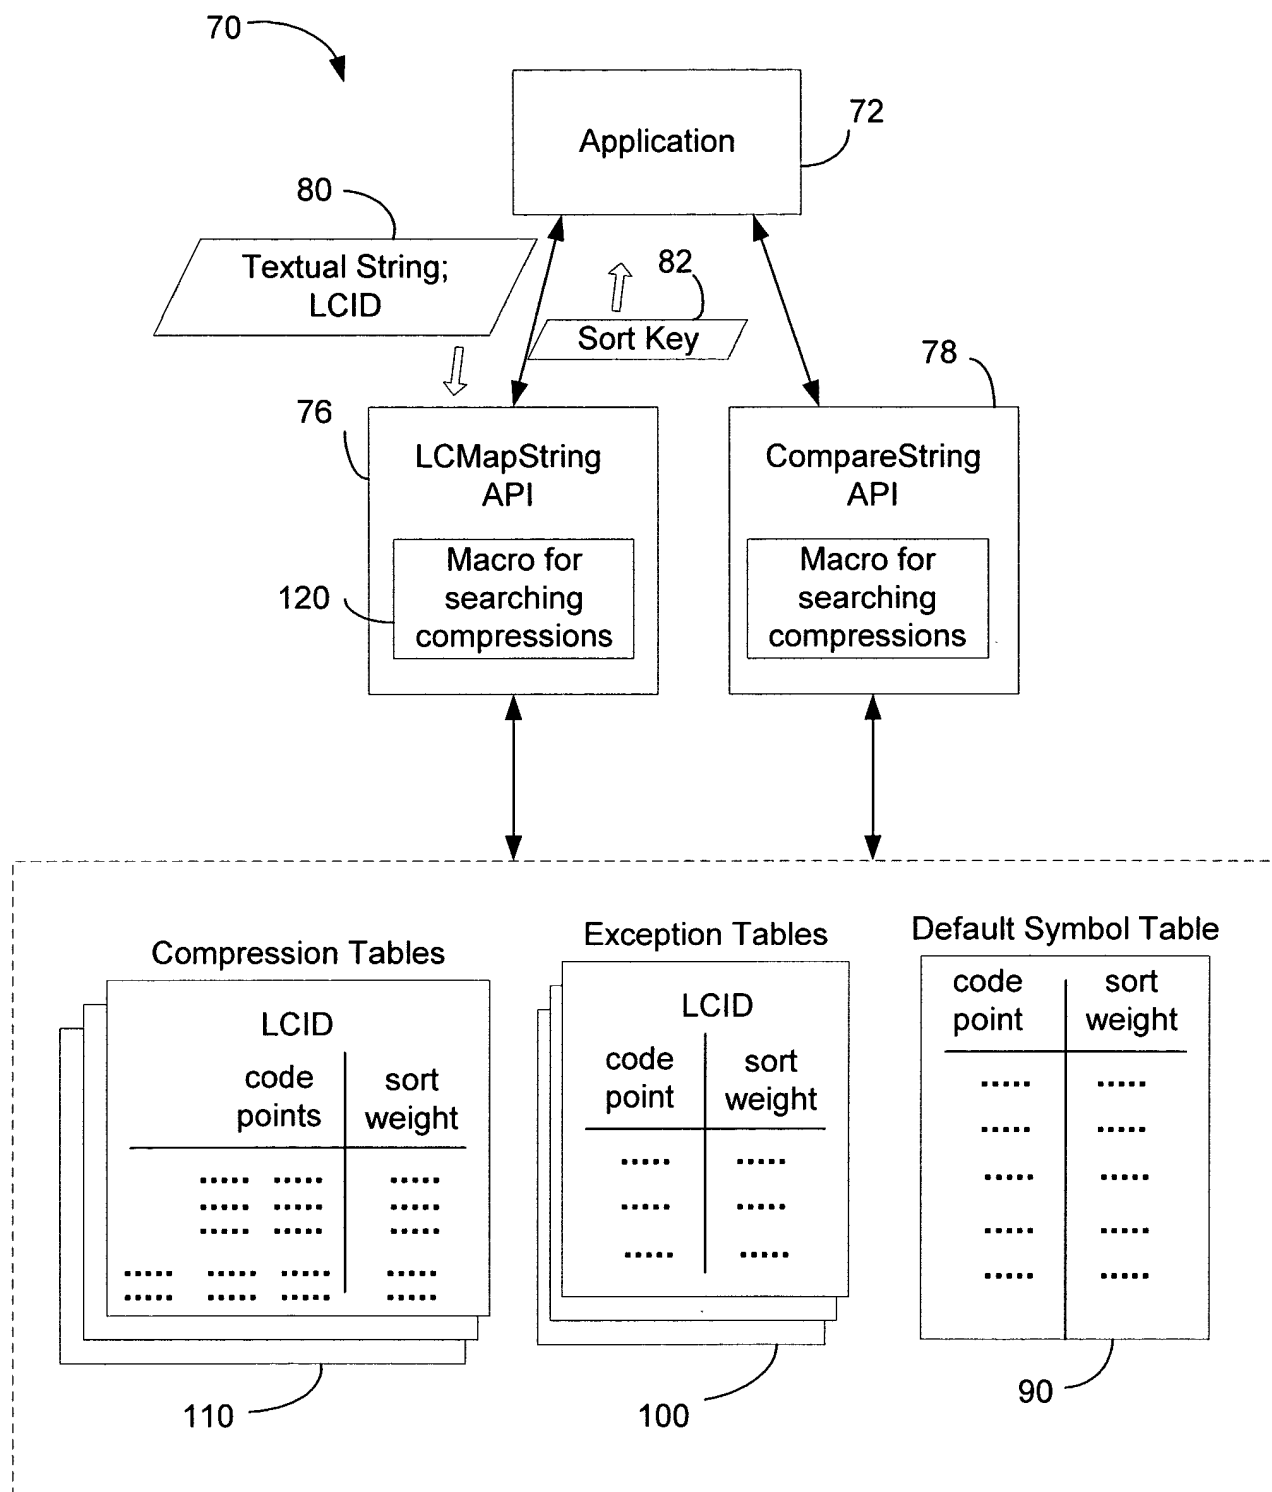 70
Application
72
80
Textual String;
LCID
82
Sort Key
78
76
LCMapString
API
CompareString
API
120
Macro for
searching
compressions
Macro for
searching
compressions
Compression Tables
Exception Tables
Default Symbol Table
LCID
code
points
sort
weight
LCID
code
point
sort
weight
code
point
sort
weight
110
100
90